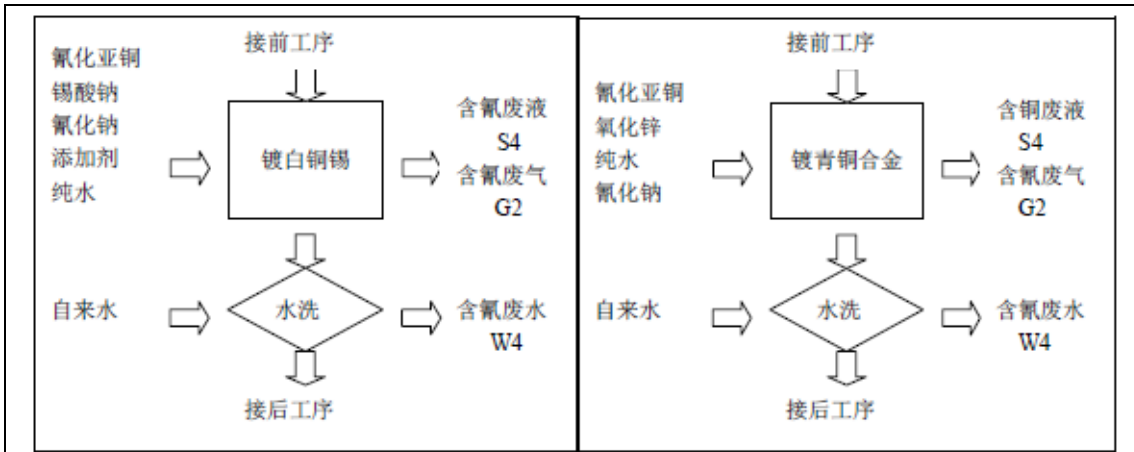 接前工序
氰化亚铜
锡酸钠
氰化钠
添加剂
纯水
镀白铜锡
含氰废液
S4
含氰废气
G2
自来水
水洗
含氰废水
W4
接后工序
接前工序
氰化亚铜
氧化锌
纯水
氰化钠
镀青铜合金
含铜废液
S4
含氰废气
G2
自来水
水洗
含氰废水
W4
接后工序